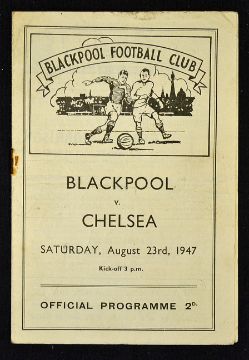 BLACKPOOL FOOTBALL CLUB
BLACKPOOL
v.
CHELSEA
SATURDAY, August 23rd, 1947
Kick-off 3 p.m.
OFFICIAL PROGRAMME 2D.